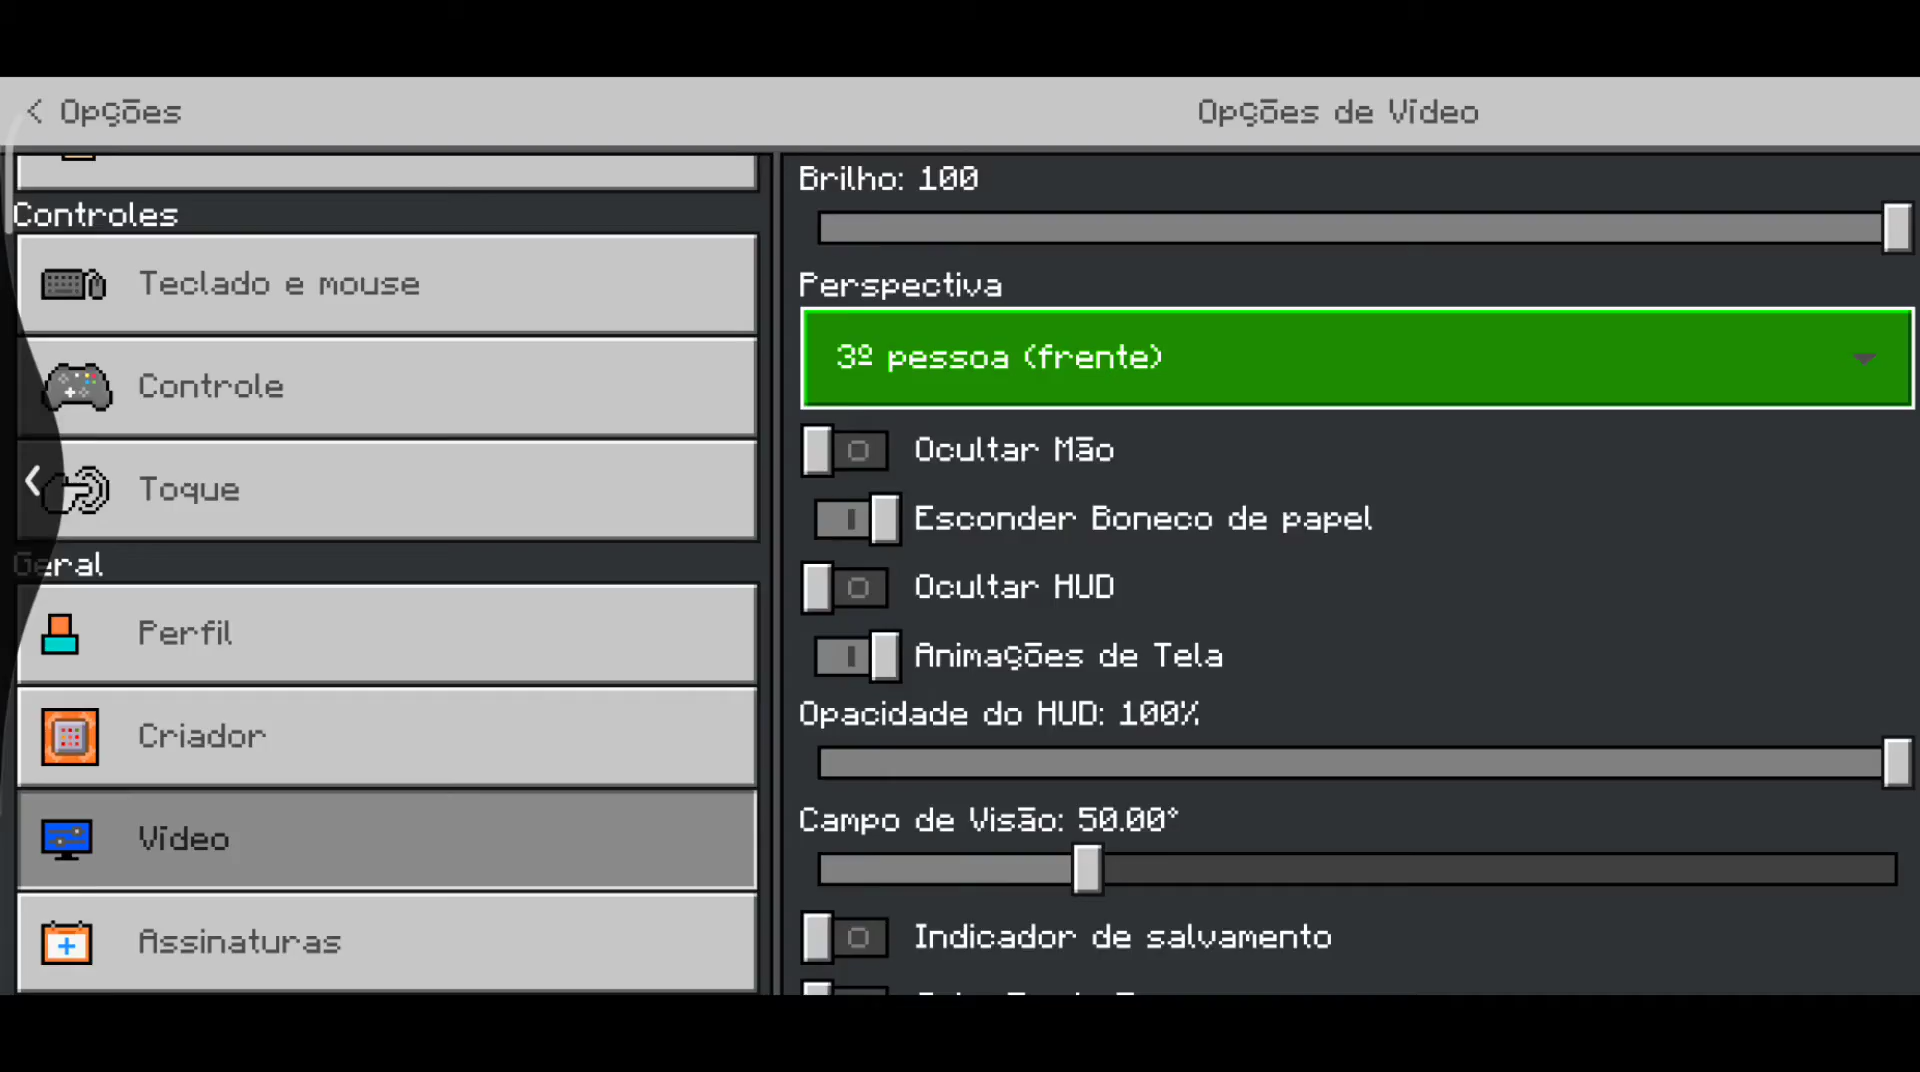 Opções
Opções de Vídeo
Controles
Teclado e mouse
Controle
Toque
Geral
Perfil
Criador
Vídeo
Assinaturas
Brilho: 100
Perspectiva
3º pessoa (frente)
Ocultar Mão
Esconder Boneco de papel
Ocultar HUD
Animações de Tela
Opacidade do HUD: 100%
Campo de Visão: 50.00°
Indicador de salvamento